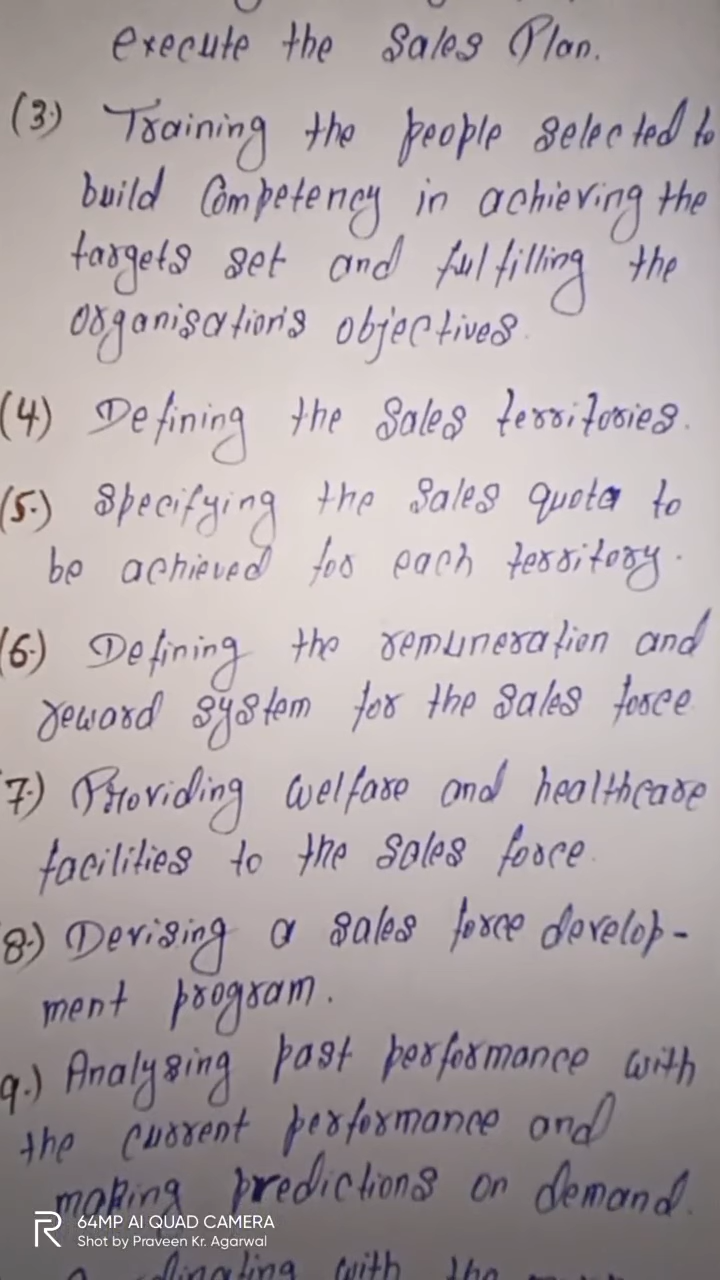 execute the Sales Plan.
(3.) Training the people selected to
build Competency in achieving the
targets set and fulfilling the
organisation's objectives.
(4) Defining the Sales territories.
(5.) Specifying the Sales quota to
be achieved for each territory.
(6.) Defining the remuneration and
reward system for the Sales force
7.) Providing welfare and healthcare
facilities to the Sales force.
8.) Devising a sales force develop-
ment program.
9.) Analysing past performance with
the current performance and
making predictions on demand.
64MP AI QUAD CAMERA
Shot by Praveen Kr. Agarwal
with the